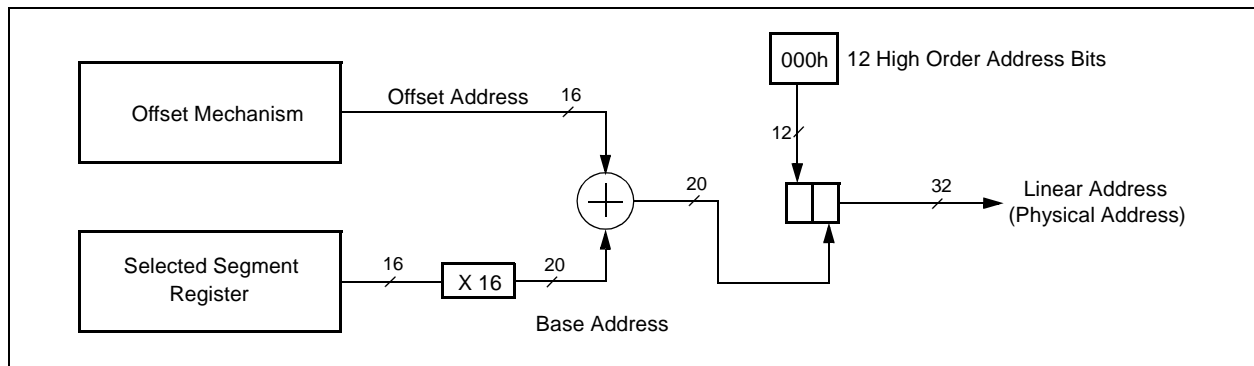 000h
12 High Order Address Bits
Offset Mechanism
Offset Address
16
12
20
32
Linear Address
(Physical Address)
Selected Segment
Register
16
X 16
20
Base Address